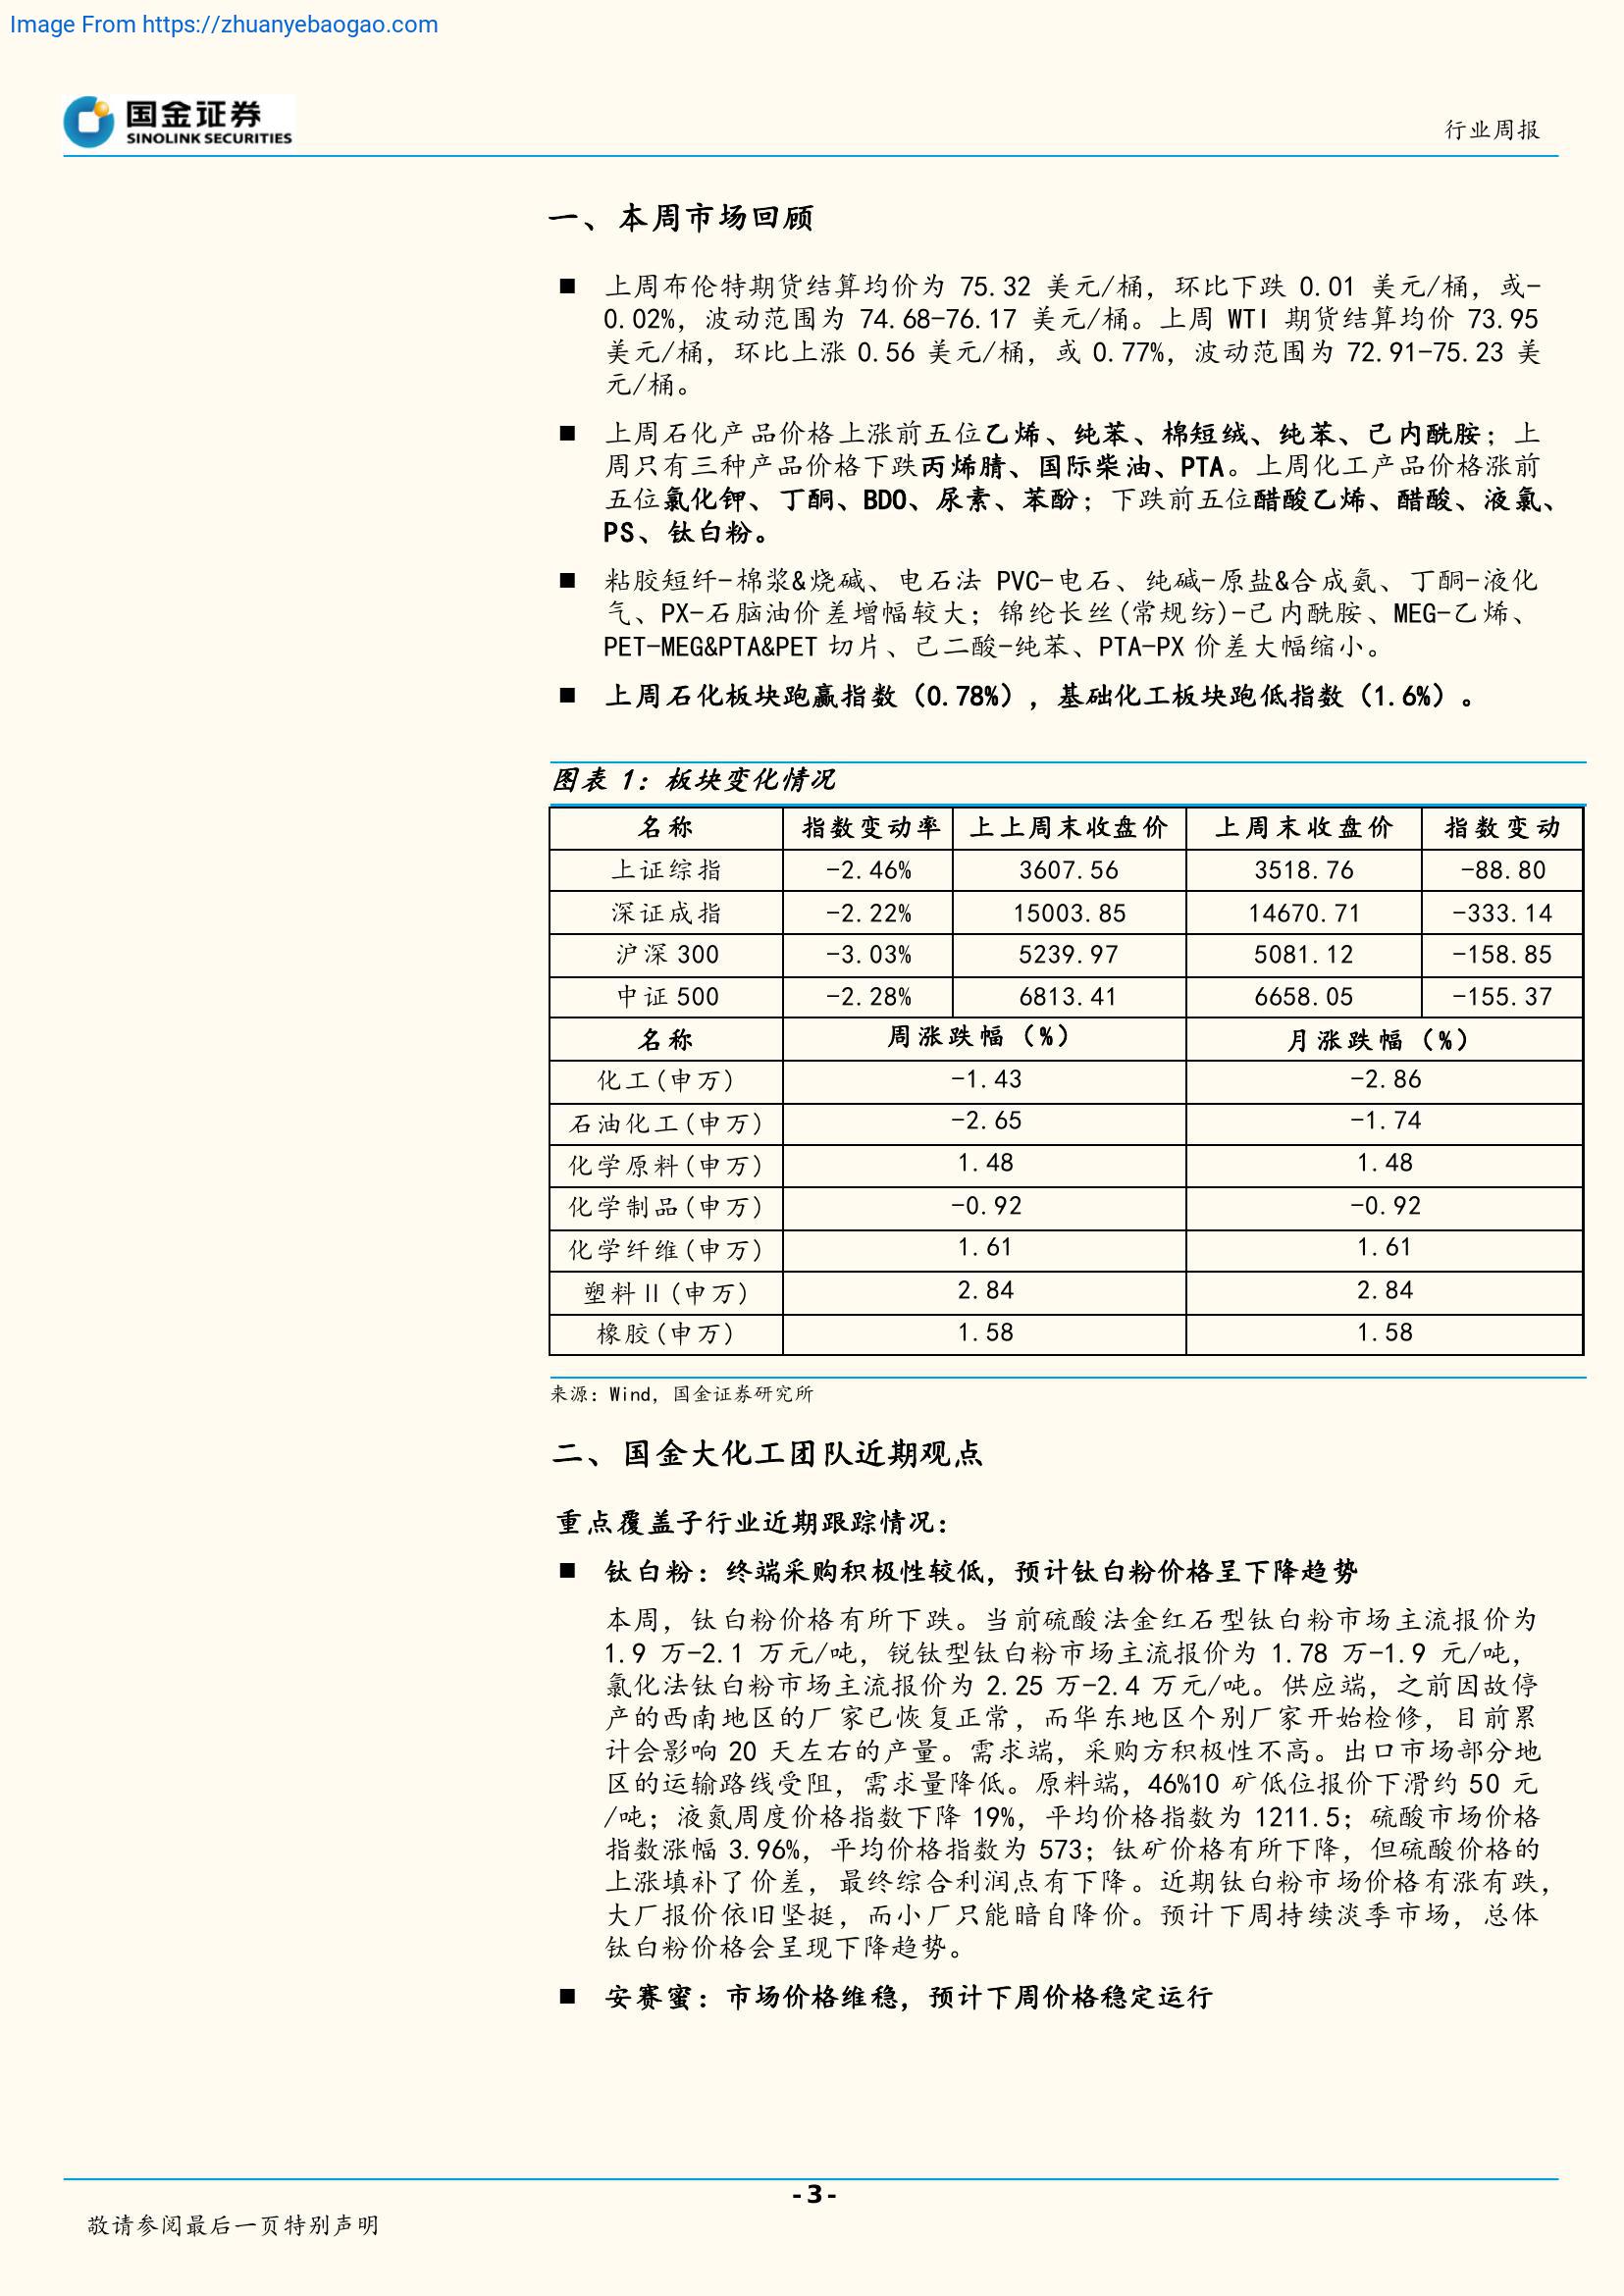 Image From https://zhuanyebaogao.com
国金证券
SINOLINK SECURITIES
行业周报
一、本周市场回顾
■ 上周布伦特期货结算均价为 75.32 美元/桶，环比下跌 0.01 美元/桶，或-
0.02%，波动范围为 74.68-76.17 美元/桶。上周 WTI 期货结算均价 73.95
美元/桶，环比上涨 0.56 美元/桶，或 0.77%，波动范围为 72.91-75.23 美
元/桶。
■ 上周石化产品价格上涨前五位乙烯、纯苯、棉短绒、纯苯、己内酰胺；上
周只有三种产品价格下跌丙烯腈、国际柴油、PTA。上周化工产品价格涨前
五位氯化钾、丁酮、BDO、尿素、苯酚；下跌前五位醋酸乙烯、醋酸、液氯、
PS、钛白粉。
■ 粘胶短纤-棉浆&烧碱、电石法 PVC-电石、纯碱-原盐&合成氨、丁酮-液化
气、PX-石脑油价差增幅较大；锦纶长丝(常规纺)-己内酰胺、MEG-乙烯、
PET-MEG&PTA&PET 切片、己二酸-纯苯、PTA-PX 价差大幅缩小。
■ 上周石化板块跑赢指数（0.78%），基础化工板块跑低指数（1.6%）。
图表 1：板块变化情况
名称 指数变动率 上上周末收盘价 上周末收盘价 指数变动
上证综指 -2.46% 3607.56 3518.76 -88.80
深证成指 -2.22% 15003.85 14670.71 -333.14
沪深 300 -3.03% 5239.97 5081.12 -158.85
中证 500 -2.28% 6813.41 6658.05 -155.37
名称 周涨跌幅（%） 月涨跌幅（%）
化工(申万) -1.43 -2.86
石油化工(申万) -2.65 -1.74
化学原料(申万) 1.48 1.48
化学制品(申万) -0.92 -0.92
化学纤维(申万) 1.61 1.61
塑料Ⅱ(申万) 2.84 2.84
橡胶(申万) 1.58 1.58
来源：Wind，国金证券研究所
二、国金大化工团队近期观点
重点覆盖子行业近期跟踪情况：
■ 钛白粉：终端采购积极性较低，预计钛白粉价格呈下降趋势
本周，钛白粉价格有所下跌。当前硫酸法金红石型钛白粉市场主流报价为
1.9 万-2.1 万元/吨，锐钛型钛白粉市场主流报价为 1.78 万-1.9 元/吨，
氯化法钛白粉市场主流报价为 2.25 万-2.4 万元/吨。供应端，之前因故停
产的西南地区的厂家已恢复正常，而华东地区个别厂家开始检修，目前累
计会影响 20 天左右的产量。需求端，采购方积极性不高。出口市场部分地
区的运输路线受阻，需求量降低。原料端，46%10 矿低位报价下滑约 50 元
/吨；液氮周度价格指数下降 19%，平均价格指数为 1211.5；硫酸市场价格
指数涨幅 3.96%，平均价格指数为 573；钛矿价格有所下降，但硫酸价格的
上涨填补了价差，最终综合利润点有下降。近期钛白粉市场价格有涨有跌，
大厂报价依旧坚挺，而小厂只能暗自降价。预计下周持续淡季市场，总体
钛白粉价格会呈现下降趋势。
■ 安赛蜜：市场价格维稳，预计下周价格稳定运行
- 3 -
敬请参阅最后一页特别声明